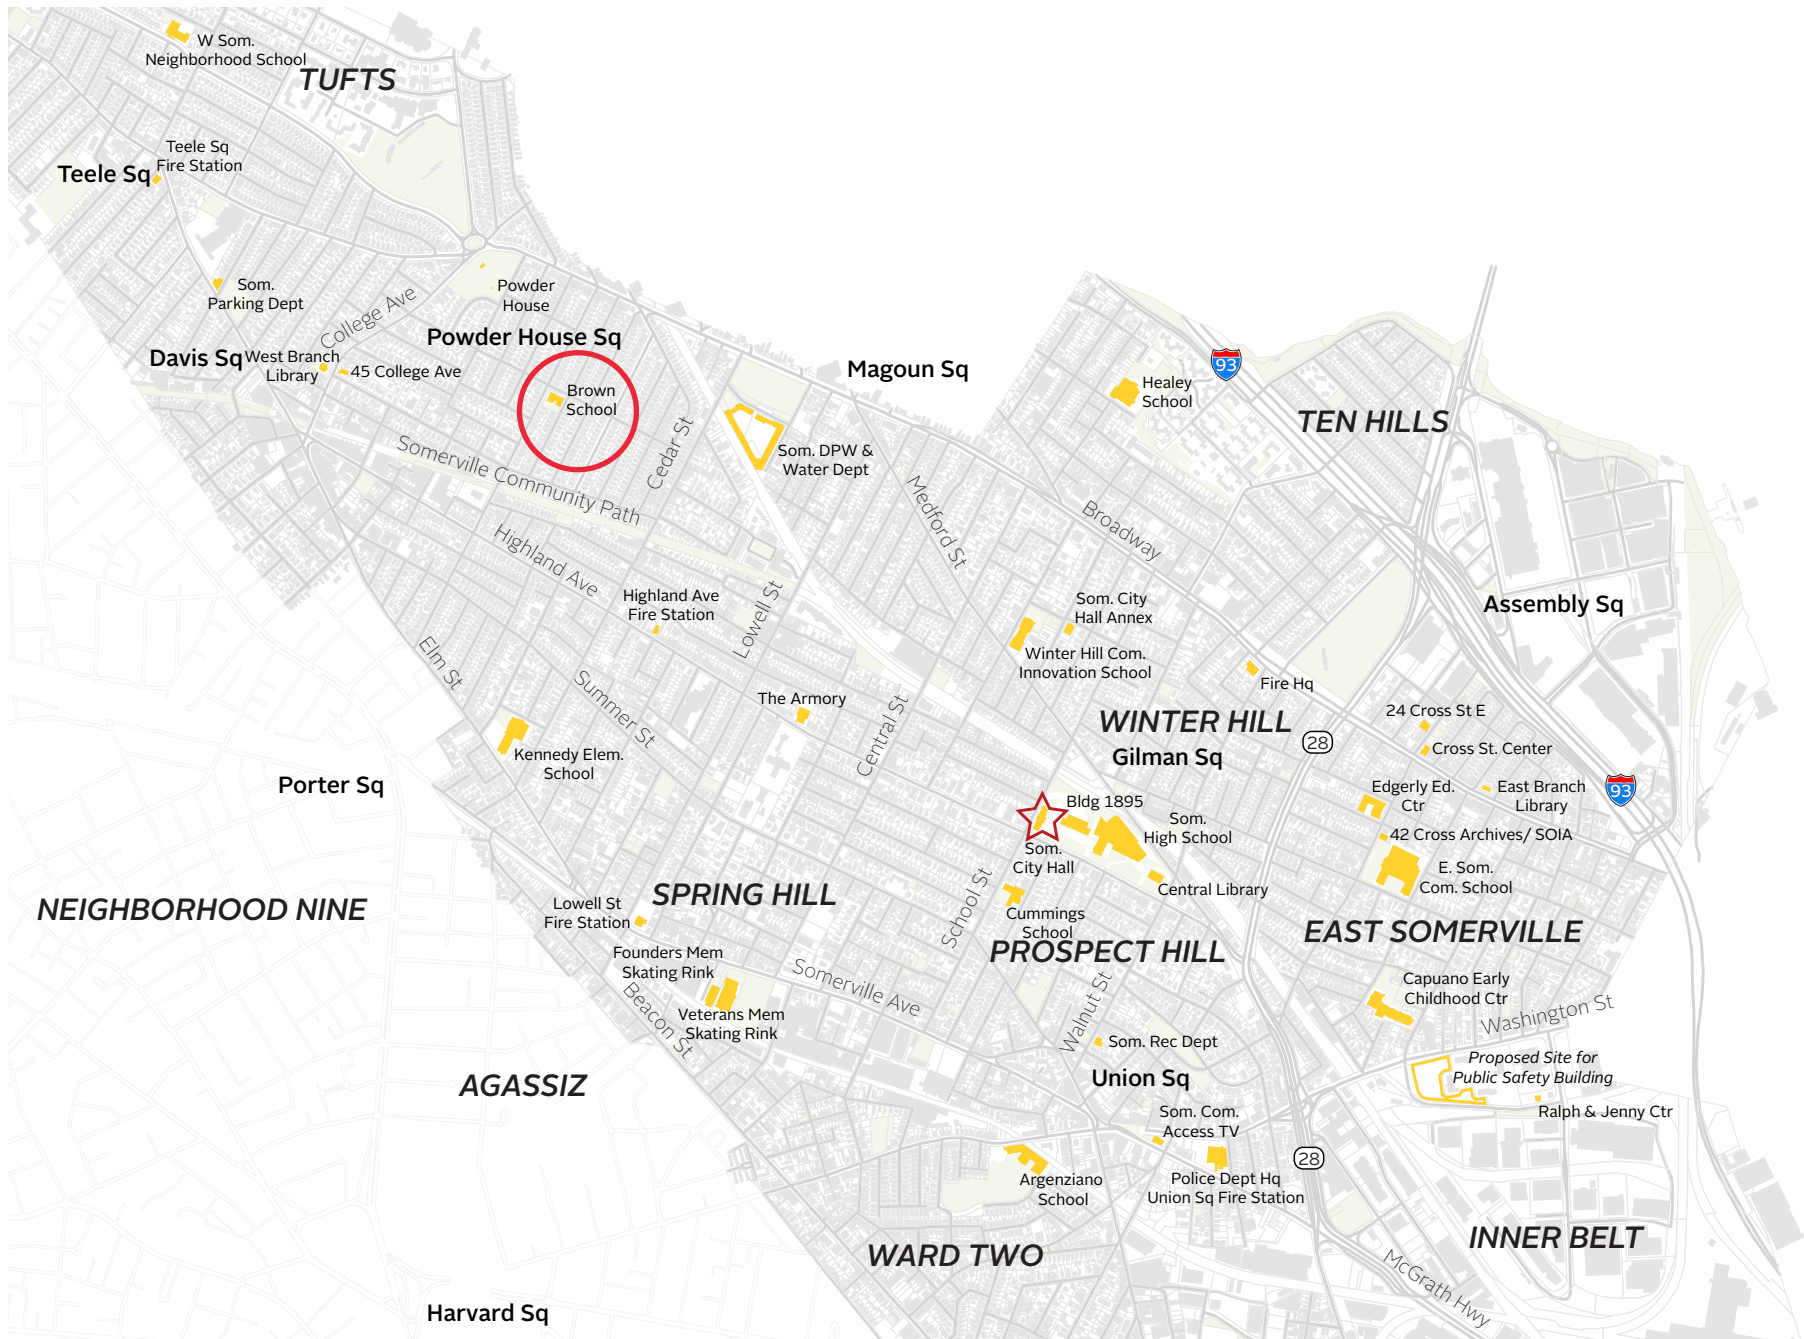 W Som.
Neighborhood School
TUFTS
Teele Sq
Fire Station
Teele Sq
Som.
Parking Dept
College Ave
Powder
House
Powder House Sq
Davis Sq
West Branch
Library
45 College Ave
Brown
School
Magoun Sq
93
Healey
School
TEN HILLS
Cedar St
Som. DPW &
Water Dept
Somerville Community Path
Medford St
Broadway
Highland Ave
Highland Ave
Fire Station
Lowell St
Som. City
Hall Annex
Assembly Sq
Elm St
Winter Hill Com.
Innovation School
Fire Hq
Summer St
The Armory
Central St
WINTER HILL
24 Cross St E
28
Cross St. Center
Gilman Sq
Kennedy Elem.
School
Porter Sq
Edgerly Ed.
Ctr
East Branch
Library
93
Bldg 1895
Som.
High School
42 Cross Archives/ SOIA
Som.
City Hall
E. Som.
Com. School
Central Library
SPRING HILL
NEIGHBORHOOD NINE
Lowell St
Fire Station
School St
Cummings
School
EAST SOMERVILLE
PROSPECT HILL
Founders Mem
Skating Rink
Somerville Ave
Capuano Early
Childhood Ctr
Beacon St
Veterans Mem
Skating Rink
Walnut St
Washington St
Som. Rec Dept
Proposed Site for
Public Safety Building
Union Sq
AGASSIZ
Som. Com.
Access TV
Ralph & Jenny Ctr
28
Argenziano
School
Police Dept Hq
Union Sq Fire Station
WARD TWO
INNER BELT
McGrath Hwy
Harvard Sq